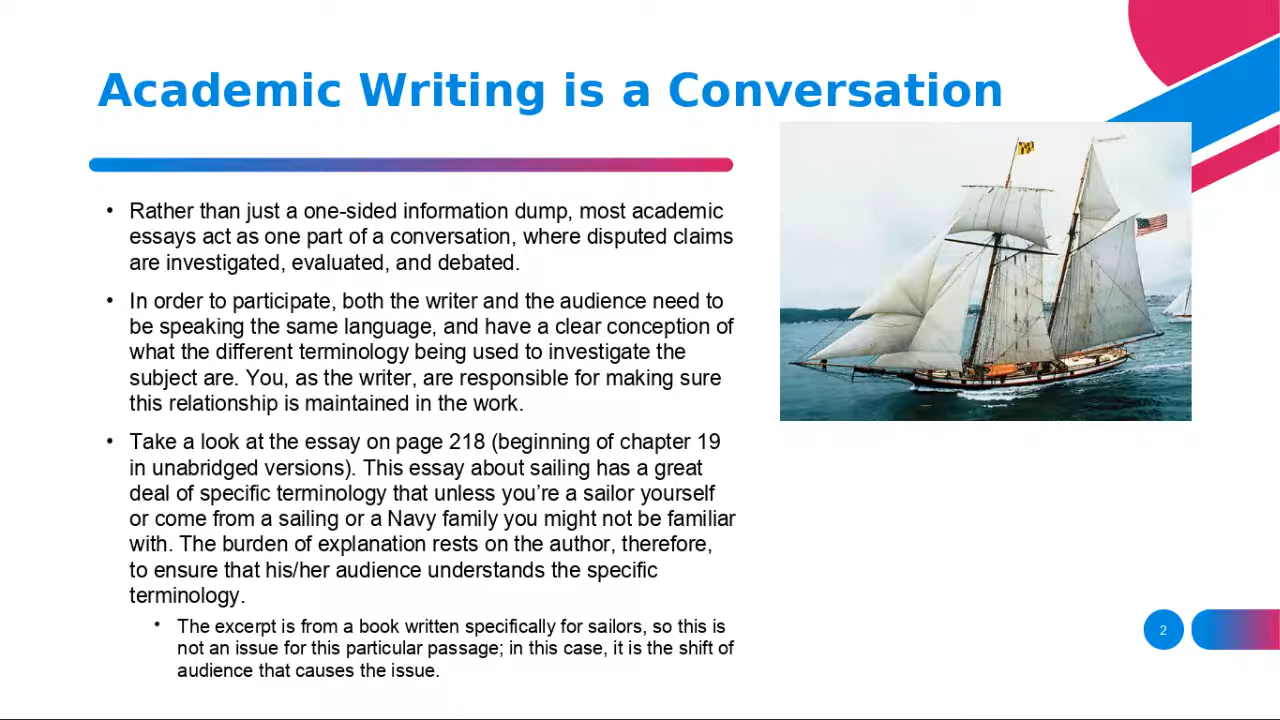 Academic Writing is a Conversation
• Rather than just a one-sided information dump, most academic
essays act as one part of a conversation, where disputed claims
are investigated, evaluated, and debated.
• In order to participate, both the writer and the audience need to
be speaking the same language, and have a clear conception of
what the different terminology being used to investigate the
subject are. You, as the writer, are responsible for making sure
this relationship is maintained in the work.
• Take a look at the essay on page 218 (beginning of chapter 19
in unabridged versions). This essay about sailing has a great
deal of specific terminology that unless you’re a sailor yourself
or come from a sailing or a Navy family you might not be familiar
with. The burden of explanation rests on the author, therefore,
to ensure that his/her audience understands the specific
terminology.
• The excerpt is from a book written specifically for sailors, so this is
not an issue for this particular passage; in this case, it is the shift of
audience that causes the issue.
2